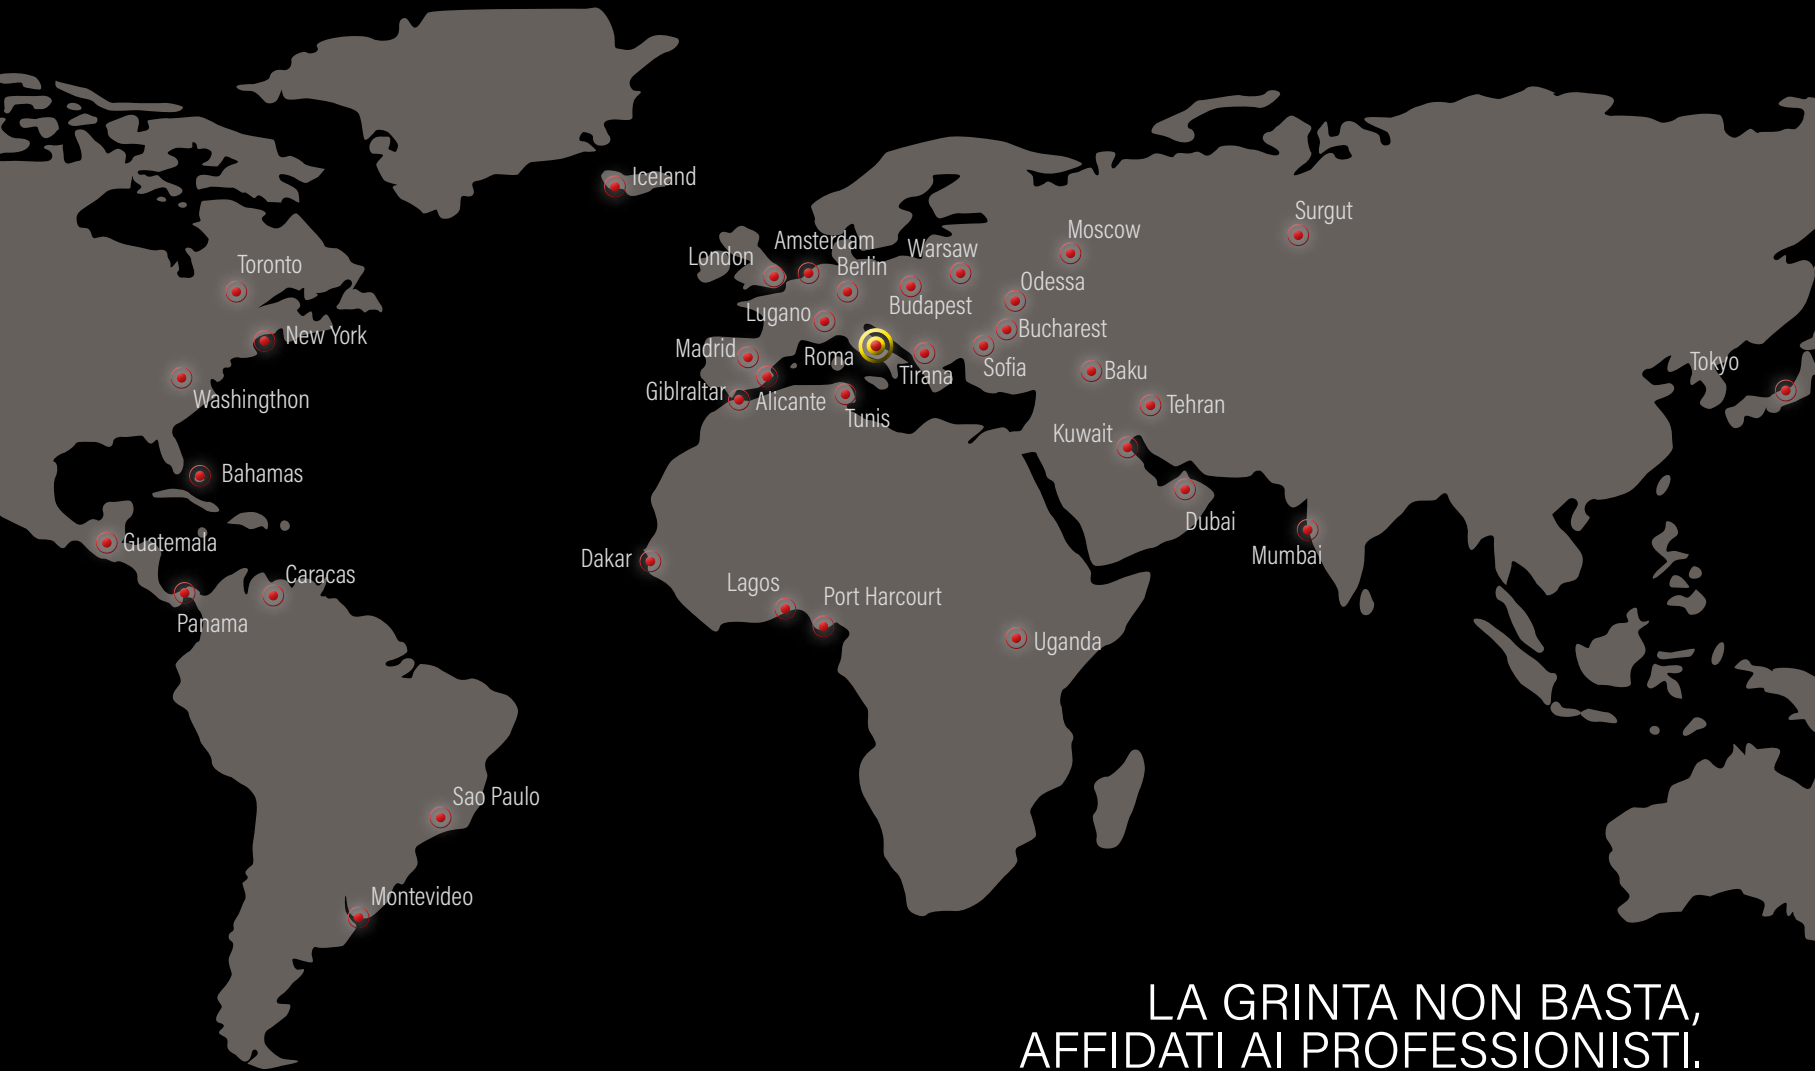 Iceland
Surgut
Moscow
Amsterdam
Warsaw
London
Berlin
Toronto
Odessa
Budapest
Lugano
Bucharest
New York
Madrid
Roma
Tirana
Sofia
Baku
Tokyo
Giblraltar
Alicante
Tunis
Washingthon
Tehran
Kuwait
Bahamas
Dubai
Mumbai
Guatemala
Dakar
Caracas
Lagos
Port Harcourt
Panama
Uganda
Sao Paulo
Montevideo
LA GRINTA NON BASTA,
AFFIDATI AI PROFESSIONISTI.